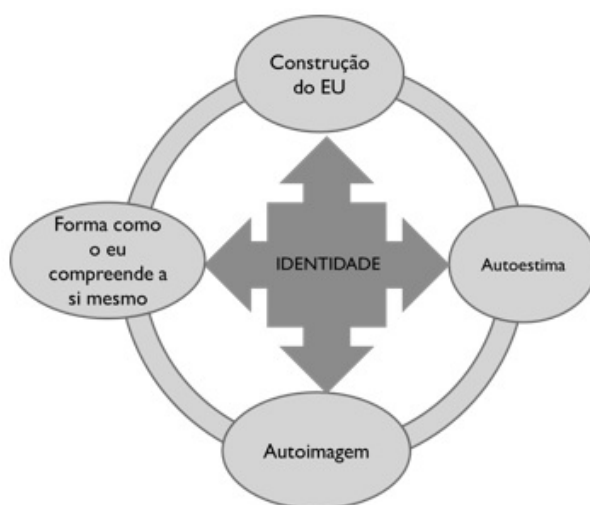 Construção
do EU
Forma como
o eu
compreende a
si mesmo
IDENTIDADE
Autoestima
Autoimagem